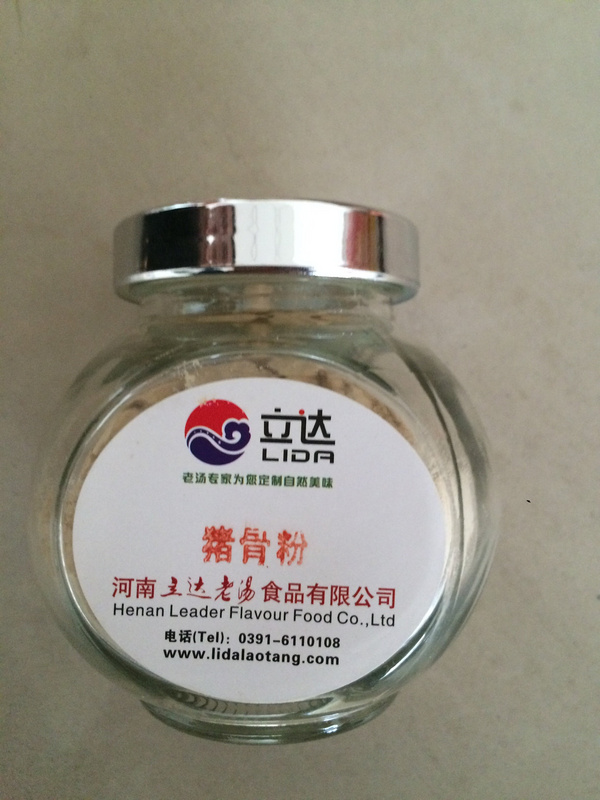 立达
LIDA
老汤专家为您定制自然美味
猪骨粉
河南立达老汤食品有限公司
Henan Leader Flavour Food Co.,Ltd
电话(Tel): 0391-6110108
www.lidalaotang.com